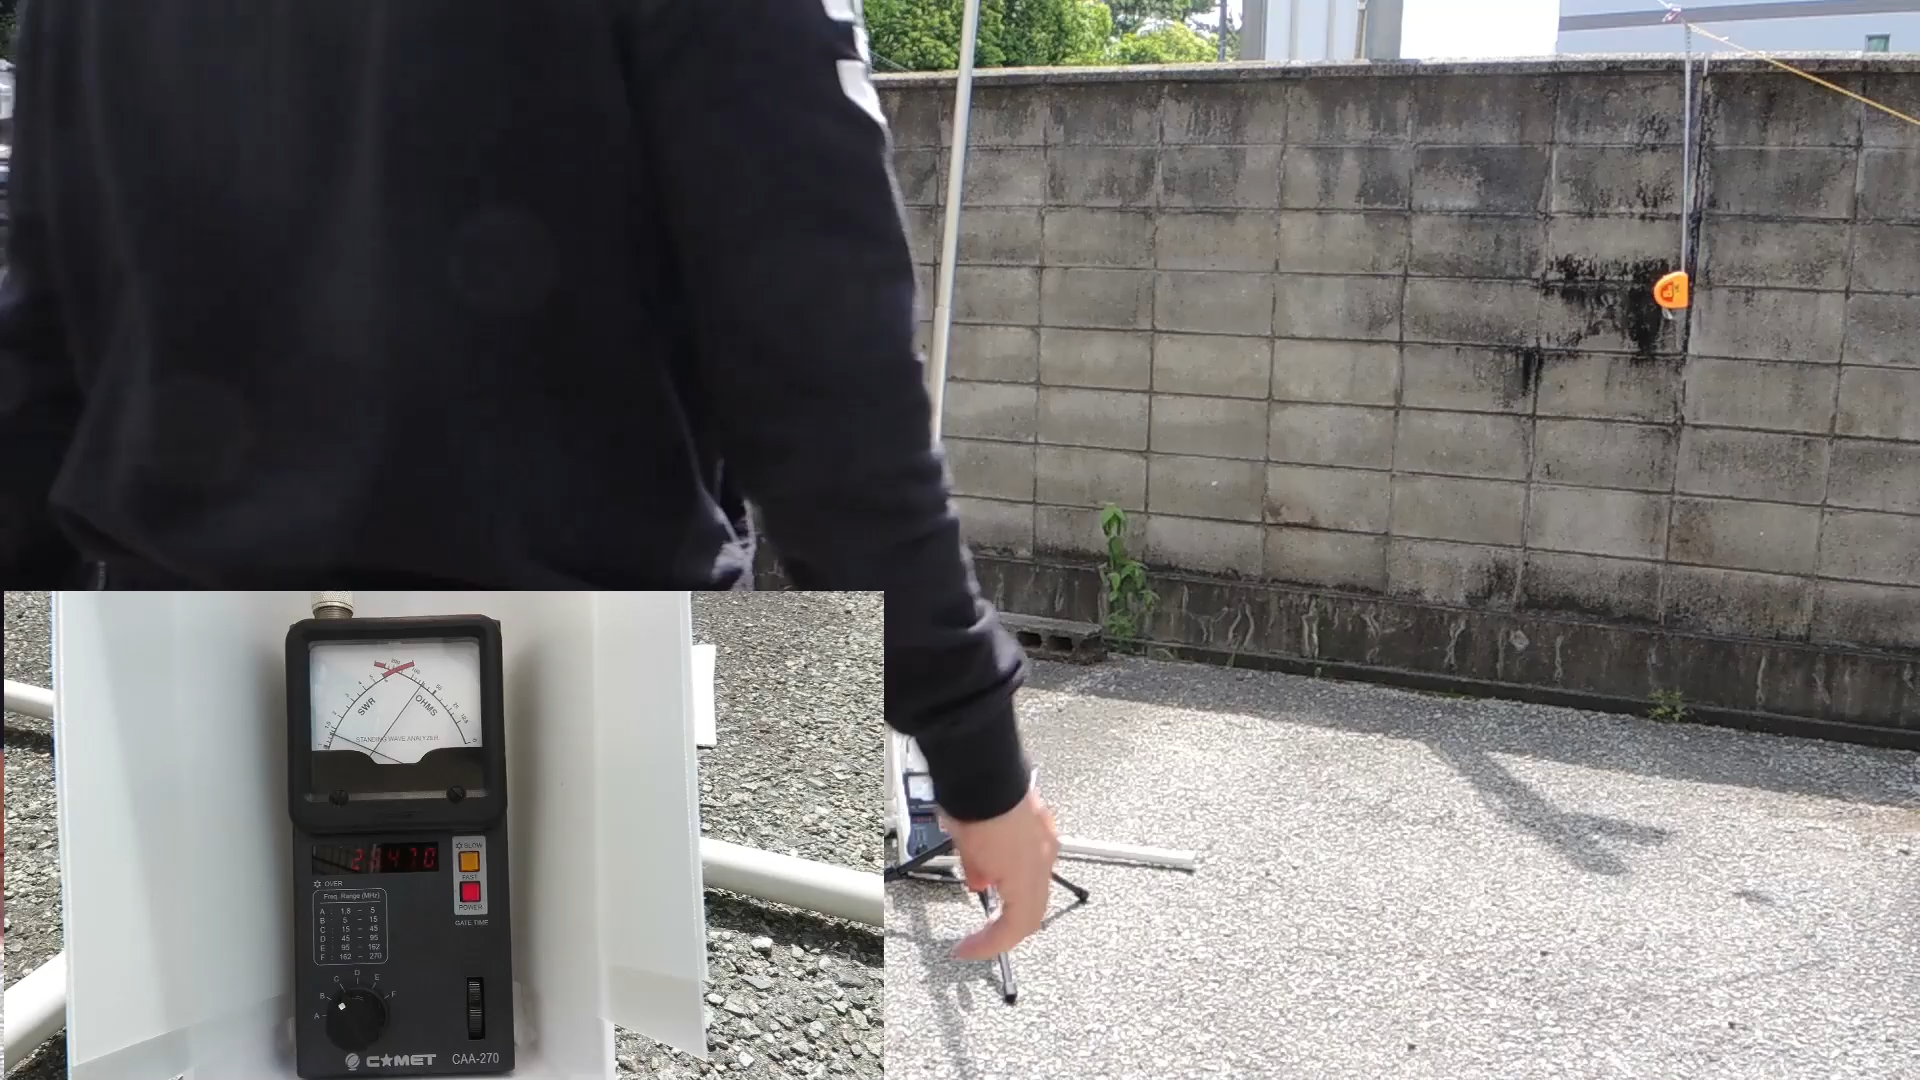 SWR
OHMS
STANDING WAVE ANALYZER
SLOW
FAST
POWER
GATE TIME
OVER
Freq. Range (MHz)
A : 1.8 - 5
B : 5 - 15
C : 15 - 45
D : 45 - 95
E : 95 - 162
F : 162 - 270
A
B
C
D
E
F
C★MET CAA-270